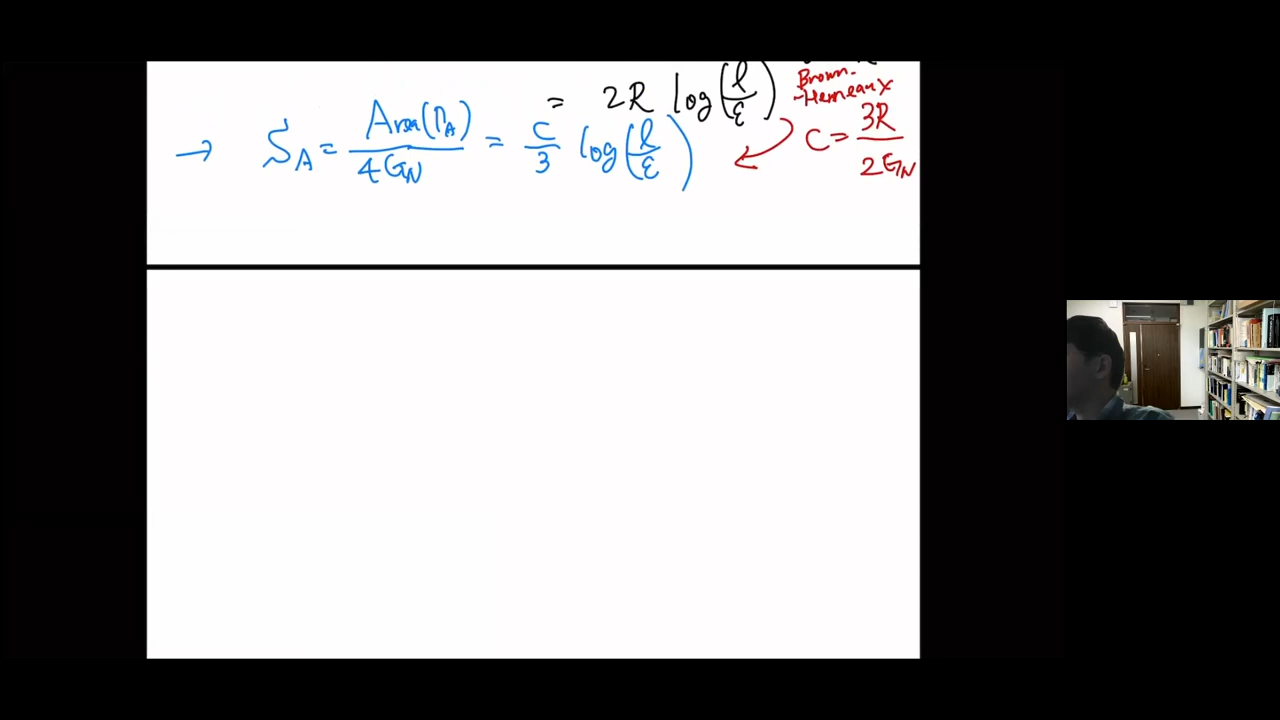 = 2R log(l/ε)
Brown-
-Henneaux
→ S_A = Area(Γ_A)/4G_N = c/3 log(l/ε)
C = 3R/2G_N